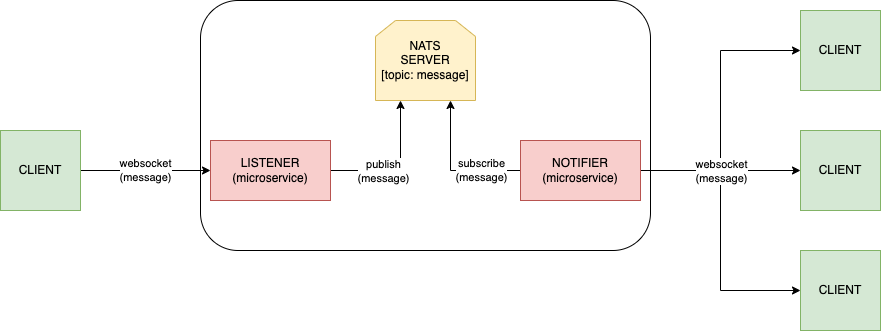 NATS
SERVER
[topic: message]
CLIENT
websocket
(message)
LISTENER
(microservice)
publish
(message)
subscribe
(message)
NOTIFIER
(microservice)
websocket
(message)
CLIENT
CLIENT
CLIENT